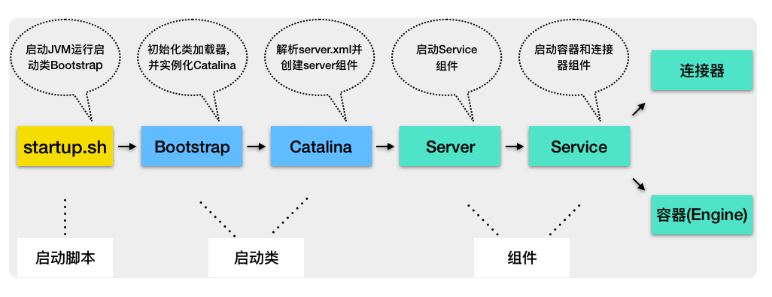 启动JVM运行启
动类Bootstrap
初始化类加载器,
并实例化Catalina
解析server.xml并
创建server组件
启动Service
组件
启动容器和连接
器组件
连接器
startup.sh
Bootstrap
Catalina
Server
Service
容器(Engine)
启动脚本
启动类
组件